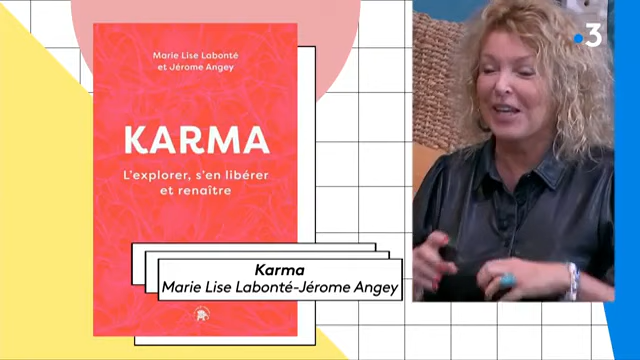 Marie Lise Labonté
et Jérome Angey
KARMA
L'explorer, s'en libérer
et renaître
Karma
Marie Lise Labonté-Jérome Angey
3